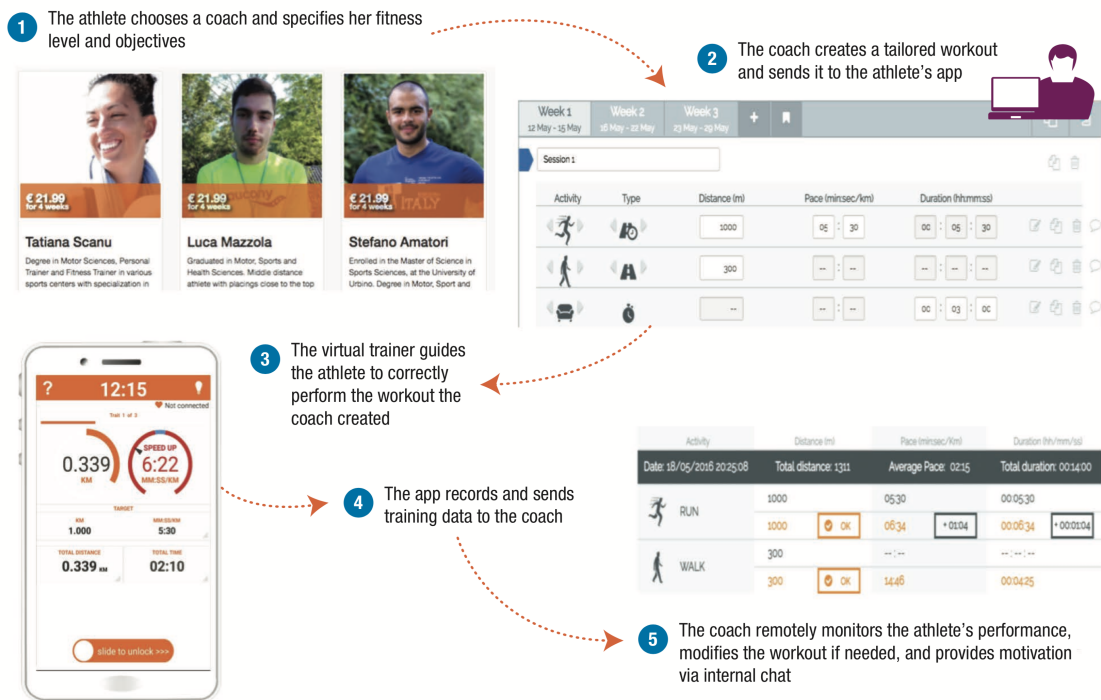 1 The athlete chooses a coach and specifies her fitness
level and objectives
2 The coach creates a tailored workout
and sends it to the athlete's app
€ 21.99
for 4 weeks
Tatiana Scanu
Degree in Motor Sciences, Personal
Trainer and Fitness Trainer in various
sports centers with specialization in
€ 21.99
for 4 weeks
Luca Mazzola
Graduated in Motor, Sports and
Health Sciences. Middle distance
athlete with placings close to the top
€ 21.99
for 4 weeks
ITALY
Stefano Amatori
Enrolled in the Master of Science in
Sports Sciences, at the University of
Urbino. Degree in Motor, Sport and
Week 1 Week 2 Week 3 +
12 May - 15 May 16 May - 22 May 23 May - 29 May
Session 1
Activity Type Distance (m) Pace (min:sec/km) Duration (hh:mm:ss)
1000 05 : 30 00 : 05 : 30
300 -- : -- -- : -- : --
-- -- : -- 00 : 03 : 00
3 The virtual trainer guides
the athlete to correctly
perform the workout the
coach created
? 12:15
Not connected
Trait 1 of 3
0.339
KM
SPEED UP
6:22
MM:SS/KM
TARGET
KM MM:SS/KM
1.000 5:30
TOTAL DISTANCE TOTAL TIME
0.339 KM 02:10
slide to unlock >>>
4 The app records and sends
training data to the coach
Activity Distance (m) Pace (min:sec/Km) Duration (hh/mm/ss)
Date: 18/05/2016 20:25:08 Total distance: 1311 Average Pace: 02:15 Total duration: 00:14:00
RUN
1000 05:30 00:05:30
1000 OK 06:34 + 01:04 00:06:34 + 00:01:04
WALK
300 --:-- --:--:--
300 OK 14:46 00:04:25
5 The coach remotely monitors the athlete's performance,
modifies the workout if needed, and provides motivation
via internal chat